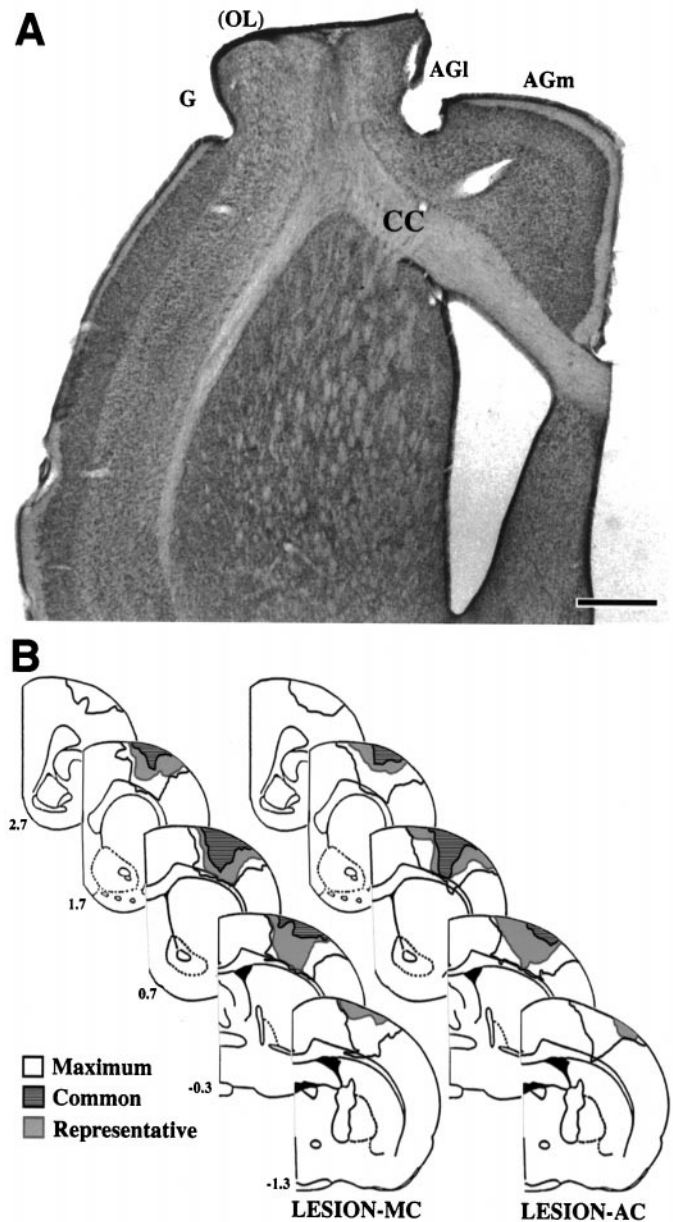 A
(OL)
G
AGl
AGm
CC
B
2.7
1.7
0.7
-0.3
-1.3
Maximum
Common
Representative
LESION-MC
LESION-AC